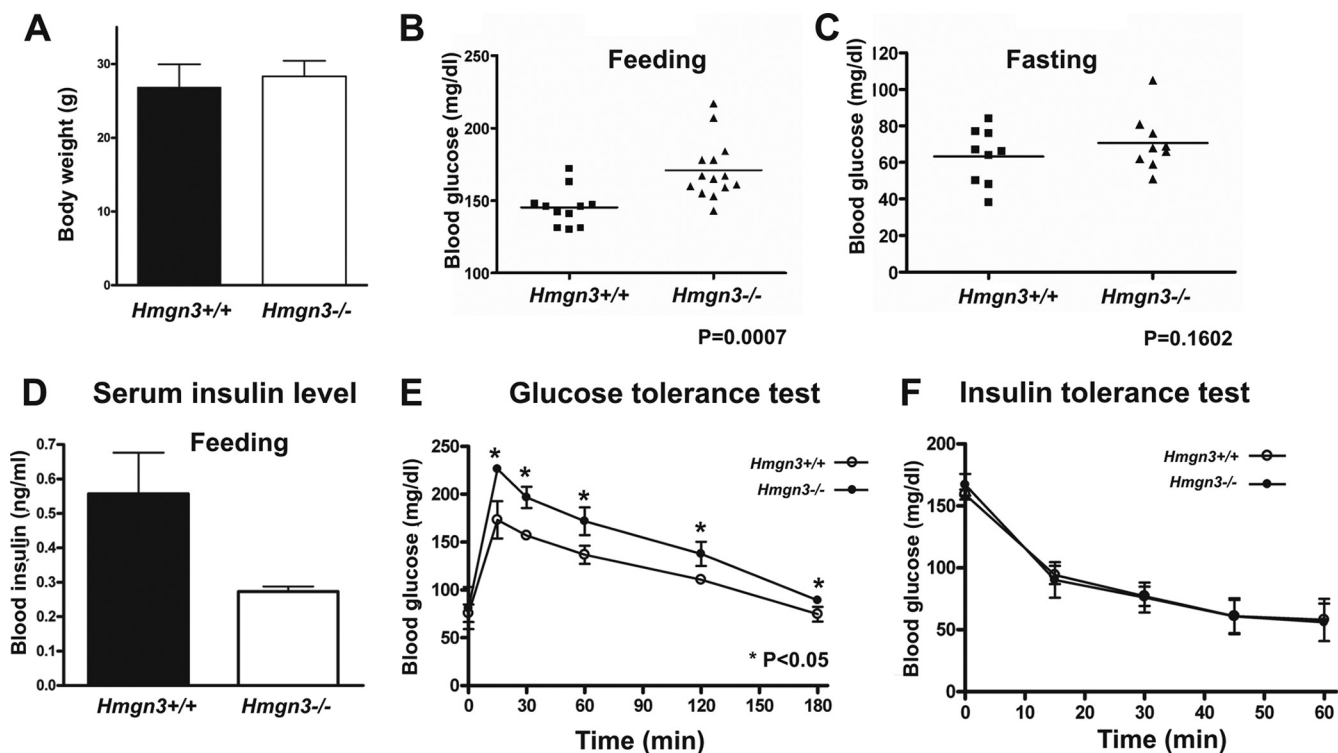 A
Body weight (g)
30
20
10
0
Hmgn3+/+ Hmgn3-/-
B
Feeding
Blood glucose (mg/dl)
250
200
150
100
Hmgn3+/+ Hmgn3-/-
P=0.0007
C
Fasting
Blood glucose (mg/dl)
120
100
80
60
40
20
0
Hmgn3+/+ Hmgn3-/-
P=0.1602
D Serum insulin level
Feeding
Blood insulin (ng/ml)
0.7
0.6
0.5
0.4
0.3
0.2
0.1
0.0
Hmgn3+/+ Hmgn3-/-
E Glucose tolerance test
Blood glucose (mg/dl)
250
200
150
100
50
0
* * * * *
Hmgn3+/+
Hmgn3-/-
* P<0.05
0 30 60 90 120 150 180
Time (min)
F Insulin tolerance test
Blood glucose (mg/dl)
200
150
100
50
0
Hmgn3+/+
Hmgn3-/-
0 10 20 30 40 50 60
Time (min)